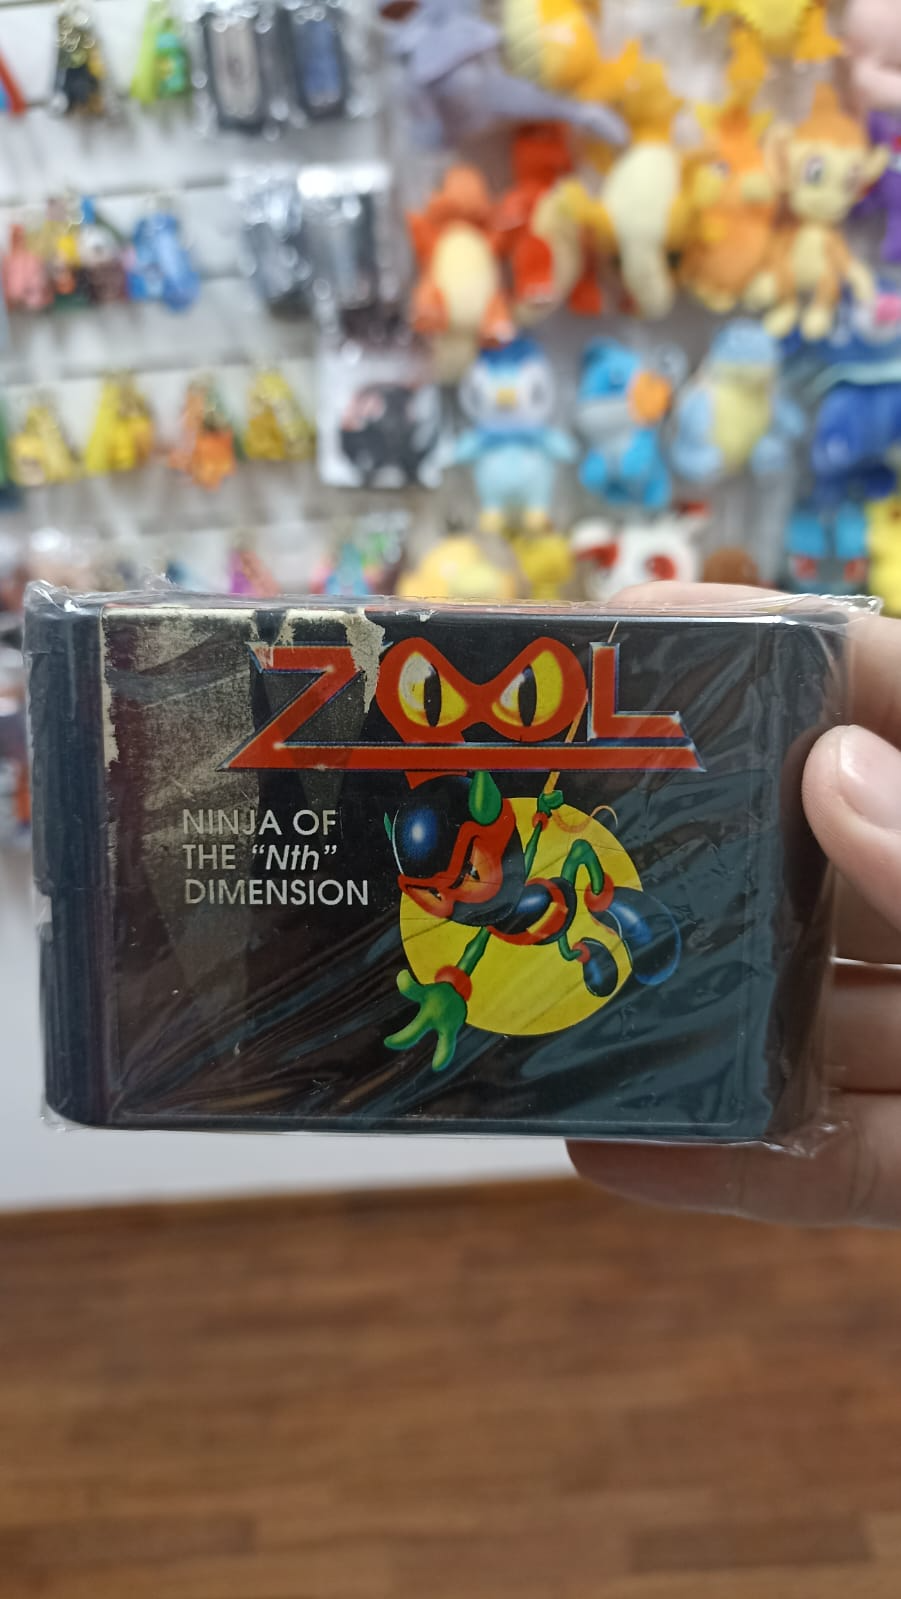 ZOOL
NINJA OF
THE “Nth”
DIMENSION